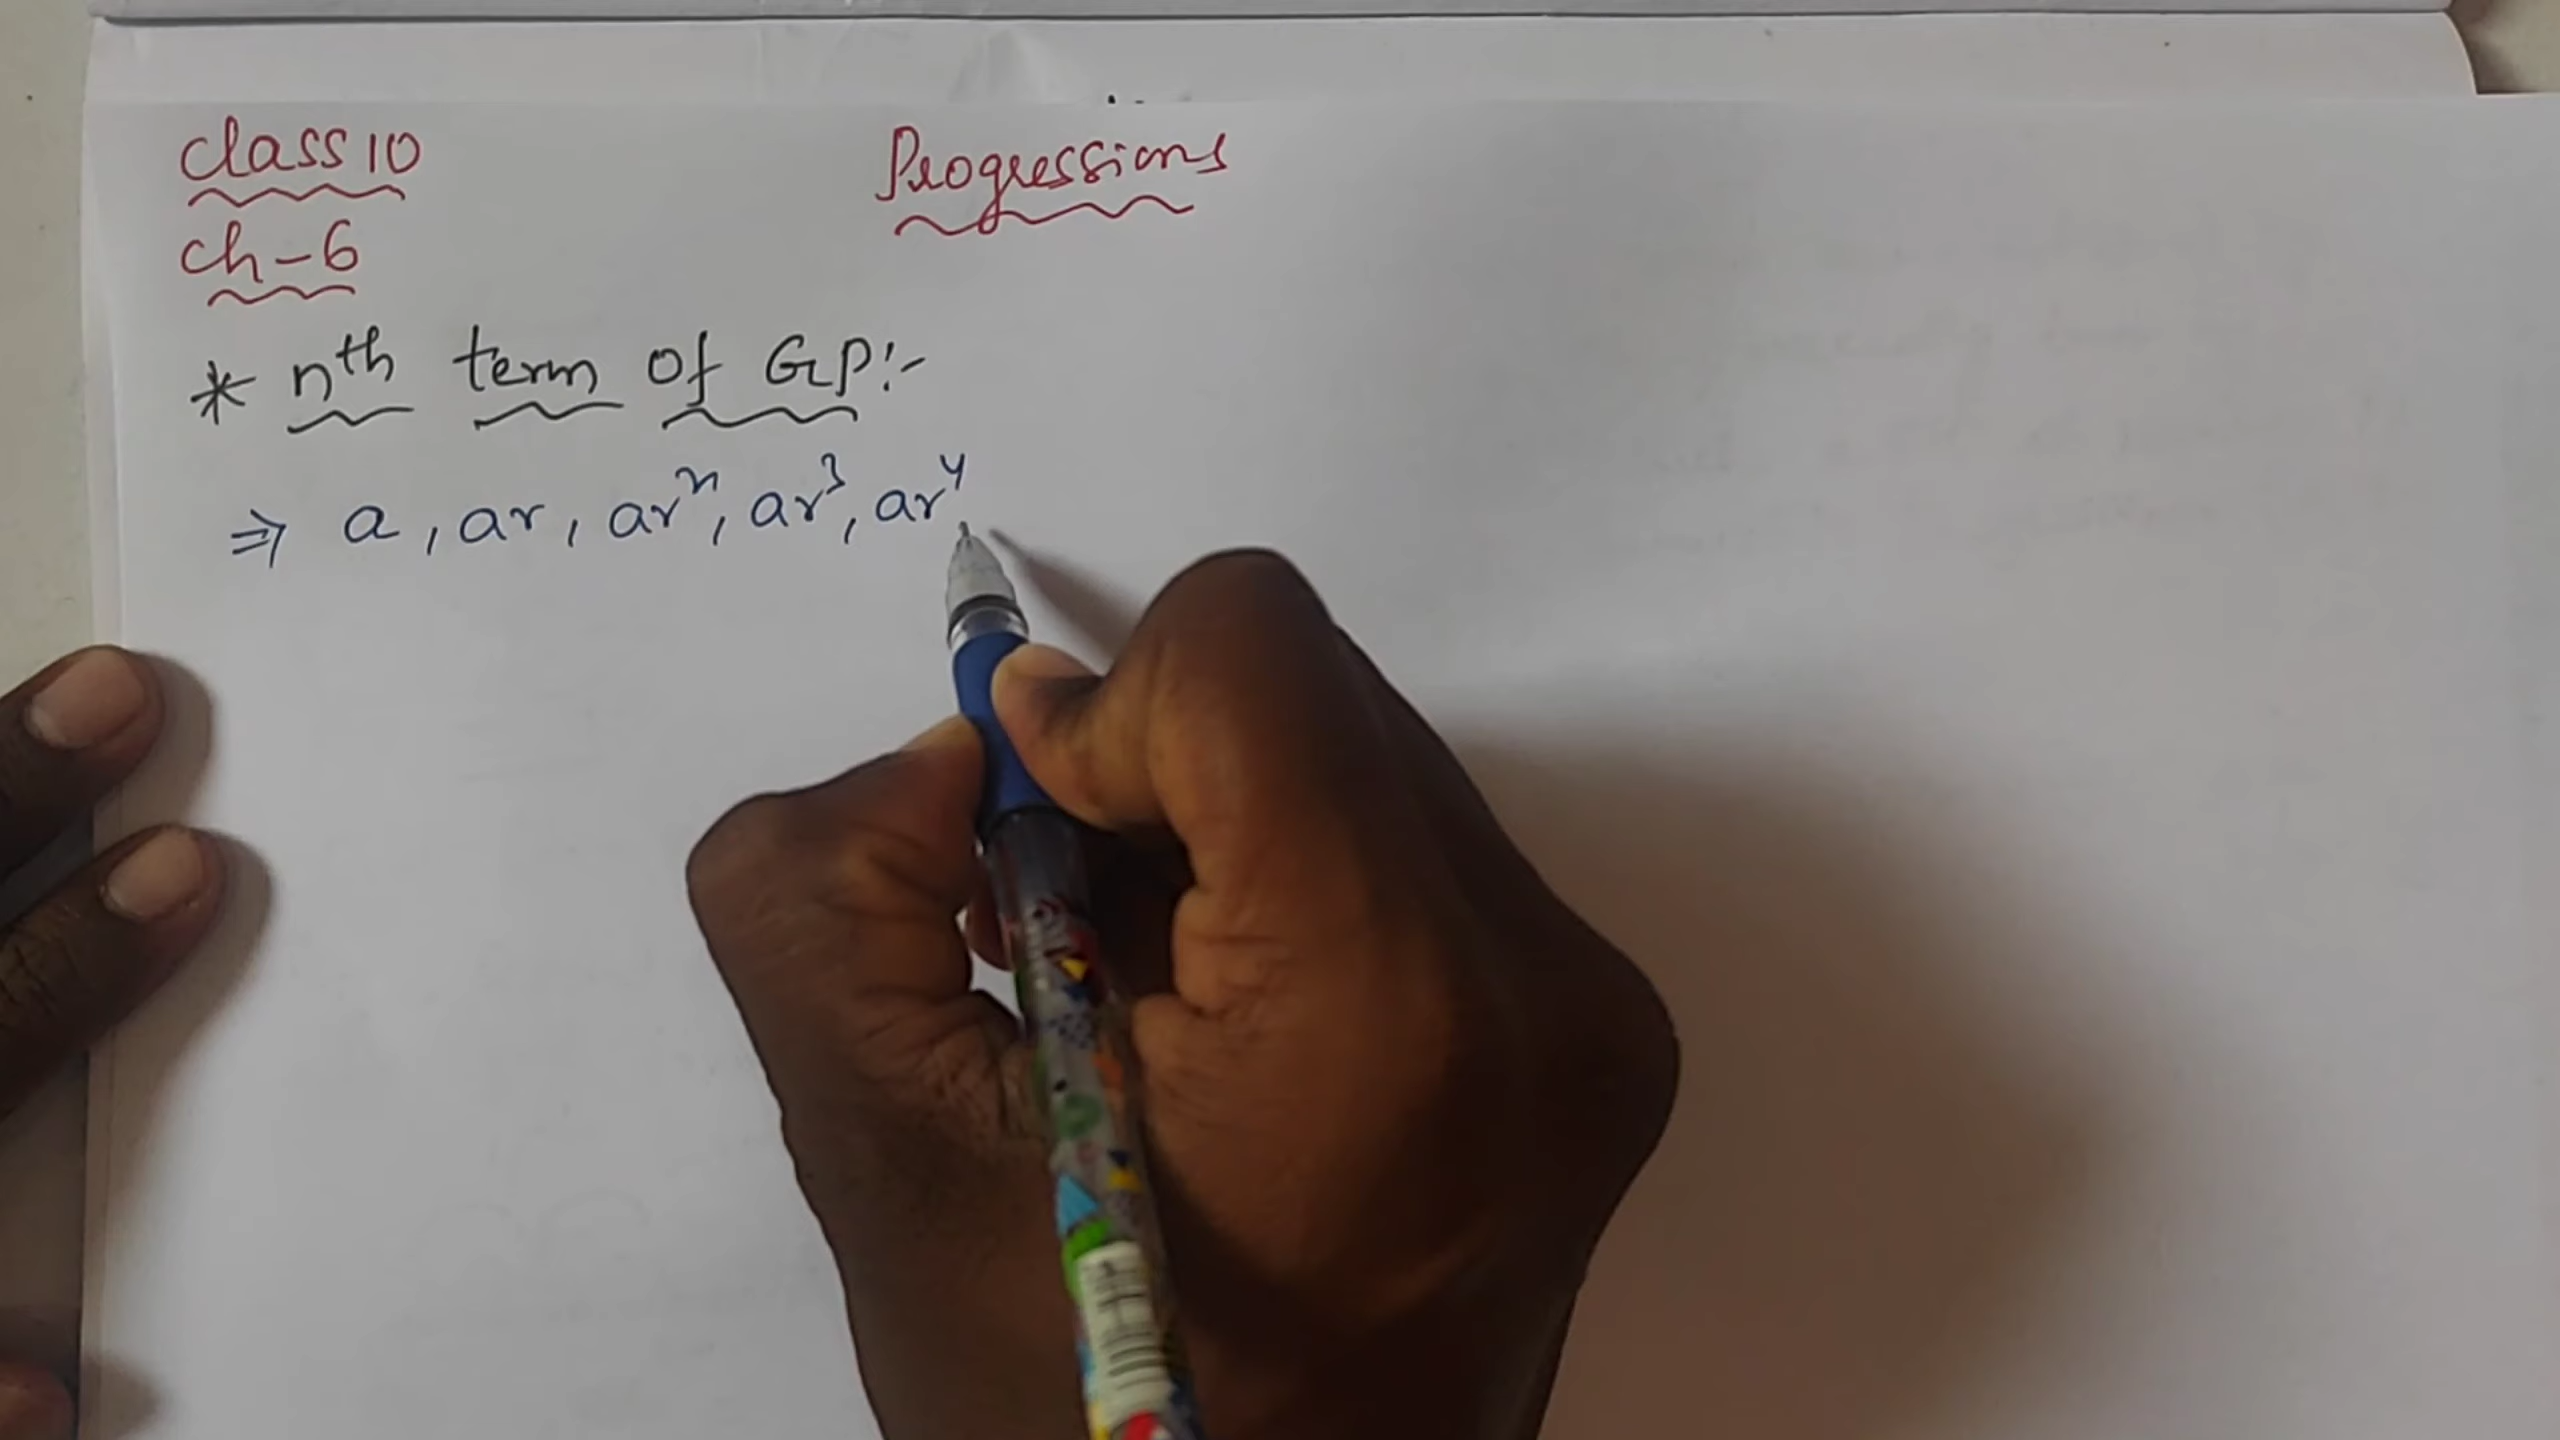 Class 10
Progressions
Ch-6
* nth term of GP:-
⇒ a, ar, ar², ar³, ar⁴